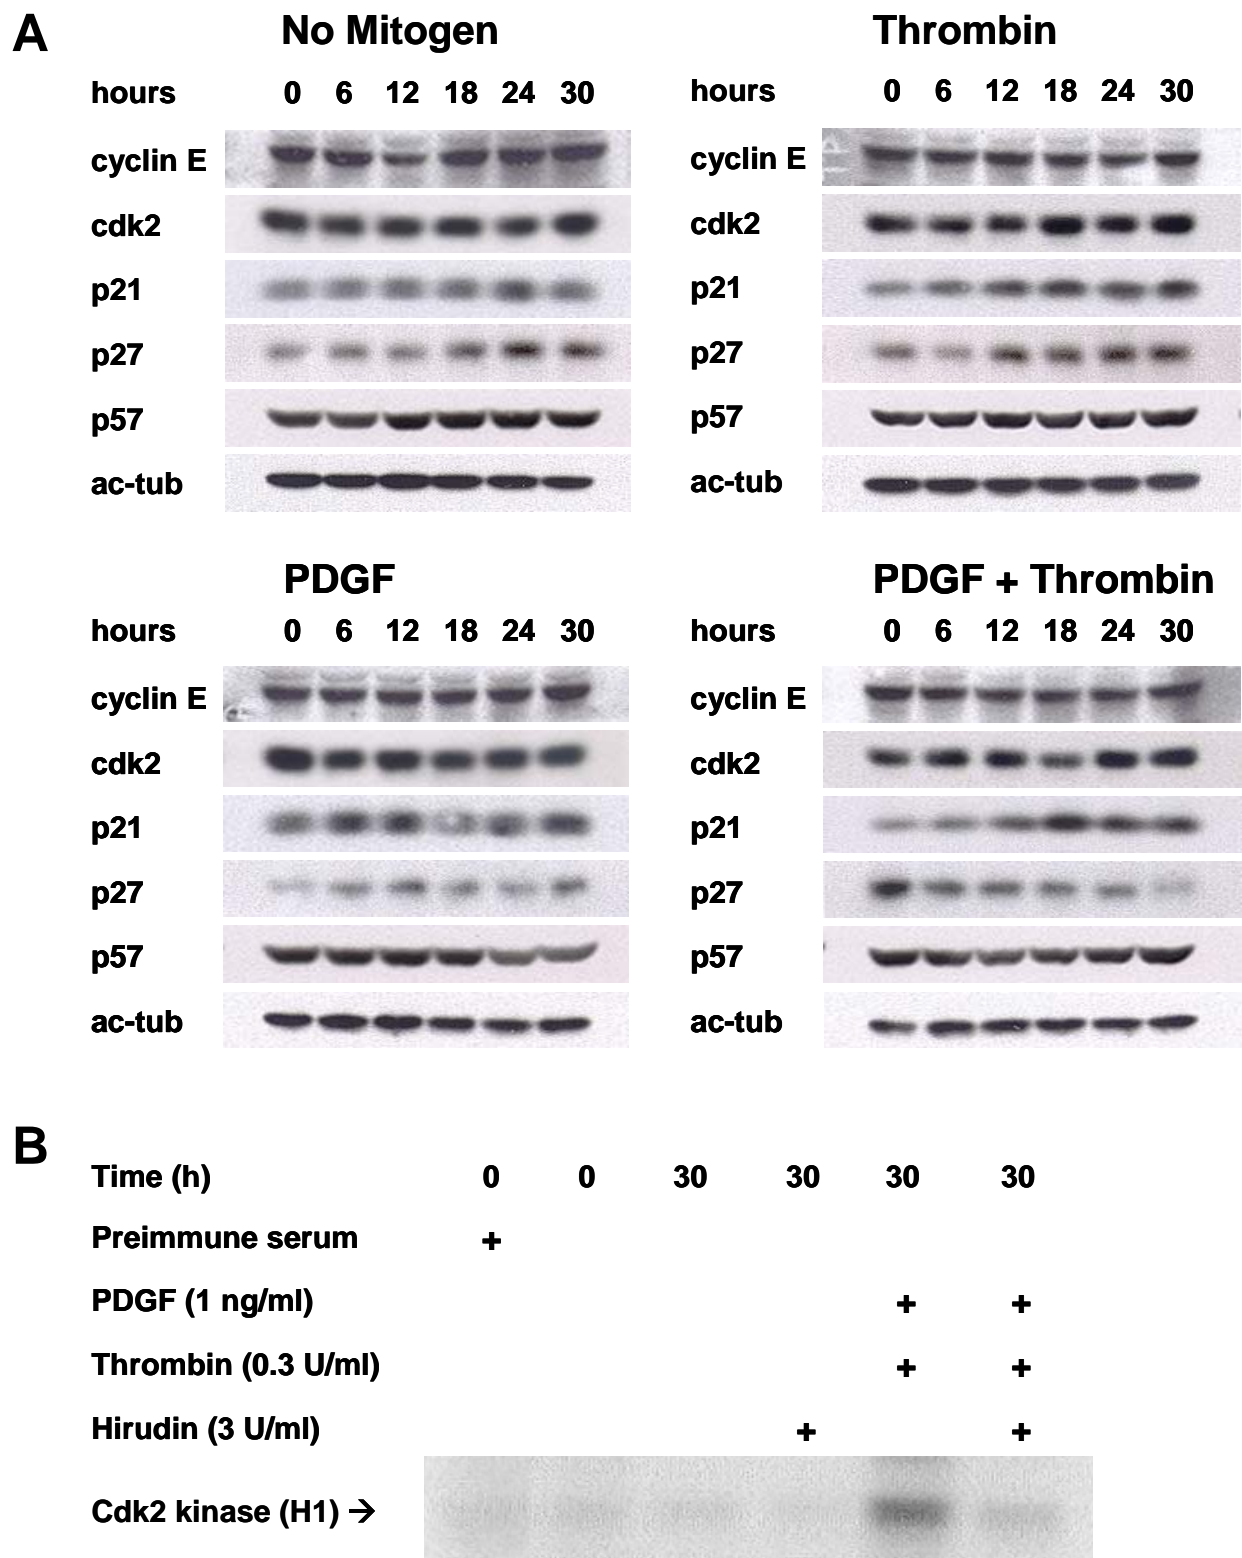 A
No Mitogen
hours 0 6 12 18 24 30
cyclin E
cdk2
p21
p27
p57
ac-tub
Thrombin
hours 0 6 12 18 24 30
cyclin E
cdk2
p21
p27
p57
ac-tub
PDGF
hours 0 6 12 18 24 30
cyclin E
cdk2
p21
p27
p57
ac-tub
PDGF + Thrombin
hours 0 6 12 18 24 30
cyclin E
cdk2
p21
p27
p57
ac-tub
B
Time (h) 0 0 30 30 30 30
Preimmune serum +
PDGF (1 ng/ml) + +
Thrombin (0.3 U/ml) + +
Hirudin (3 U/ml) + +
Cdk2 kinase (H1) →